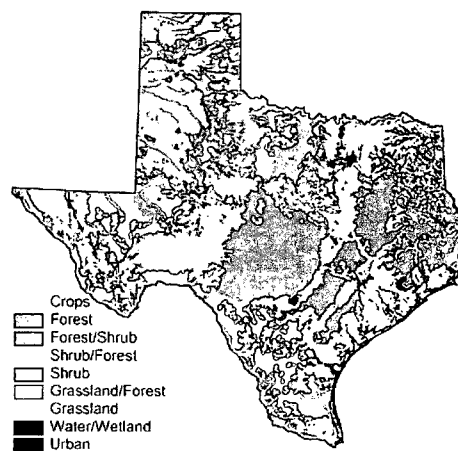 Crops
Forest
Forest/Shrub
Shrub/Forest
Shrub
Grassland/Forest
Grassland
Water/Wetland
Urban